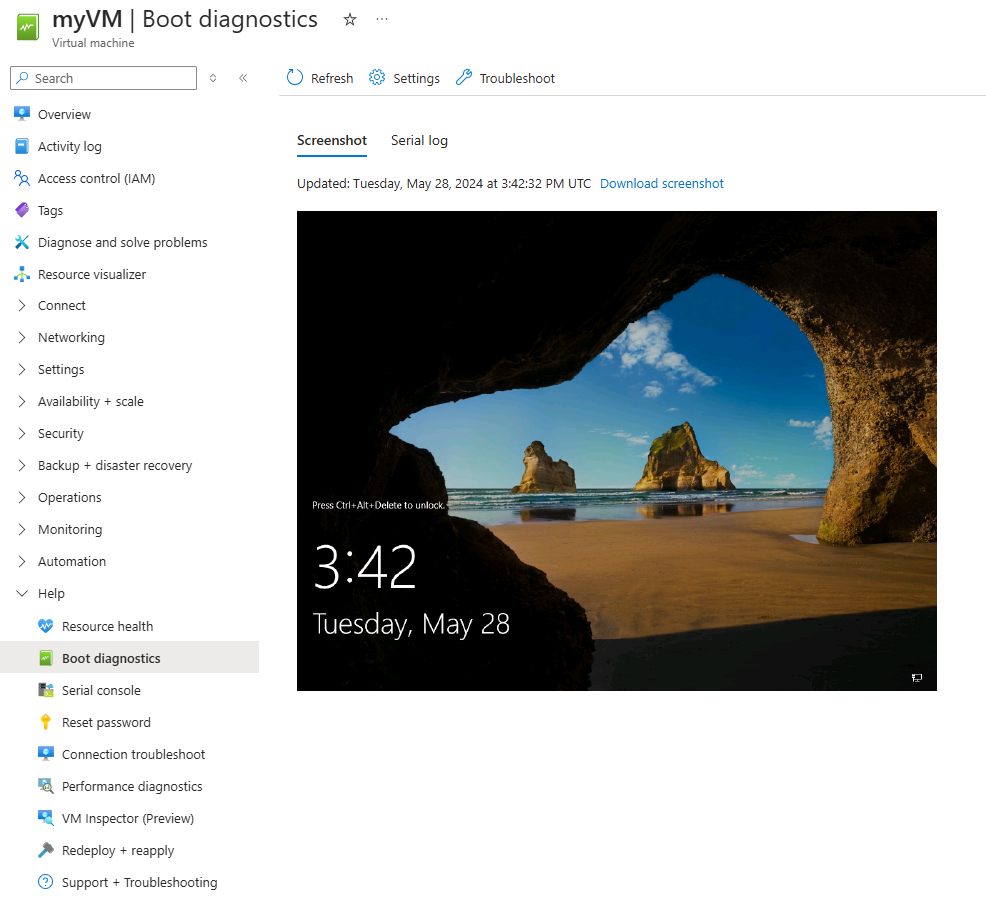 myVM | Boot diagnostics ☆ ...
Virtual machine
Search
Refresh Settings Troubleshoot
Overview
Activity log
Access control (IAM)
Tags
Diagnose and solve problems
Resource visualizer
Connect
Networking
Settings
Availability + scale
Security
Backup + disaster recovery
Operations
Monitoring
Automation
Help
Resource health
Boot diagnostics
Serial console
Reset password
Connection troubleshoot
Performance diagnostics
VM Inspector (Preview)
Redeploy + reapply
Support + Troubleshooting
Screenshot Serial log
Updated: Tuesday, May 28, 2024 at 3:42:32 PM UTC Download screenshot
Press Ctrl+Alt+Delete to unlock.
3:42
Tuesday, May 28